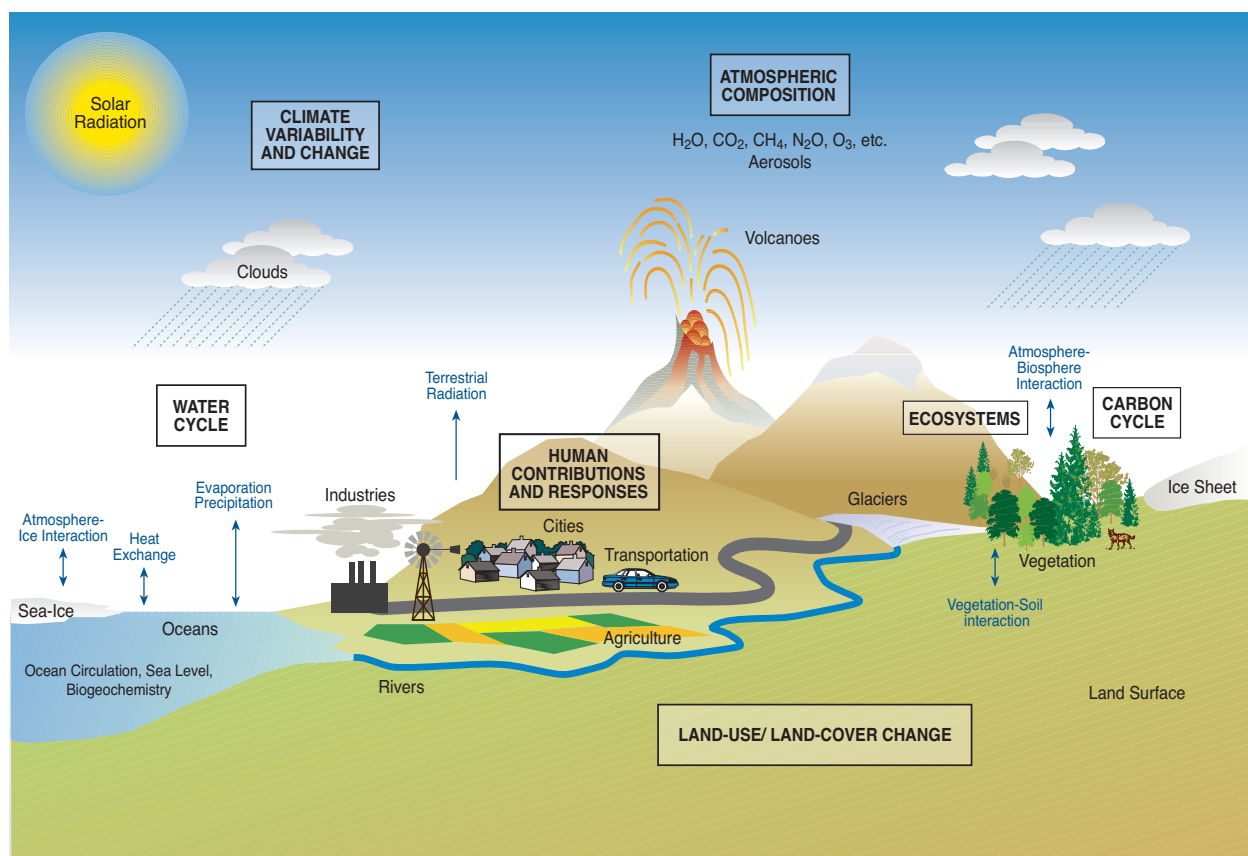 Solar
Radiation
CLIMATE
VARIABILITY
AND CHANGE
ATMOSPHERIC
COMPOSITION
H₂O, CO₂, CH₄, N₂O, O₃, etc.
Aerosols
Clouds
Volcanoes
WATER
CYCLE
Terrestrial
Radiation
Atmosphere-
Biosphere
Interaction
ECOSYSTEMS
CARBON
CYCLE
HUMAN
CONTRIBUTIONS
AND RESPONSES
Evaporation
Precipitation
Industries
Glaciers
Ice Sheet
Atmosphere-
Ice Interaction
Heat
Exchange
Cities
Transportation
Vegetation
Sea-Ice
Oceans
Agriculture
Vegetation-Soil
interaction
Ocean Circulation, Sea Level,
Biogeochemistry
Rivers
Land Surface
LAND-USE/ LAND-COVER CHANGE